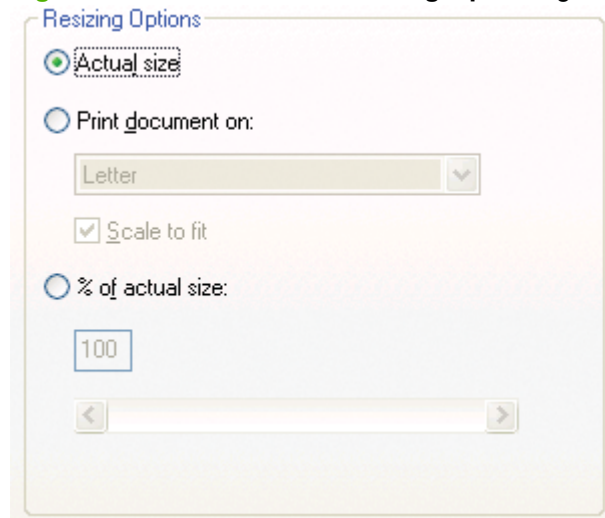 Resizing Options
Actual size
Print document on:
Letter
Scale to fit
% of actual size:
100